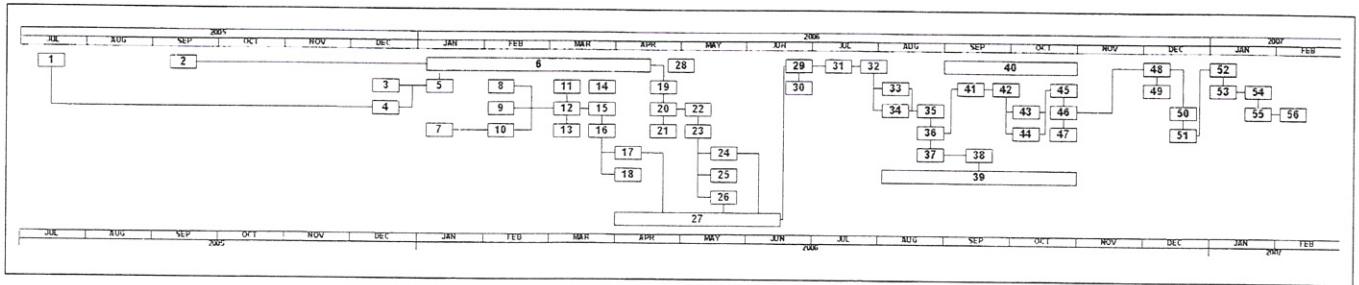 2005 2006 2007
JUL AUG SEP OCT NOV DEC JAN FEB MAR APR MAY JUN JUL AUG SEP OCT NOV DEC JAN FEB
1 2 6 28 29 31 32 40 48 52
3 5 8 11 14 19 30 33 41 42 45 49 53 54
4 9 12 15 20 22 34 35 43 46 50 55 56
7 10 13 16 21 23 36 44 47 51
17 24 37 38
18 25 39
26
27
JUL AUG SEP OCT NOV DEC JAN FEB MAR APR MAY JUN JUL AUG SEP OCT NOV DEC JAN FEB
2005 2006 2007